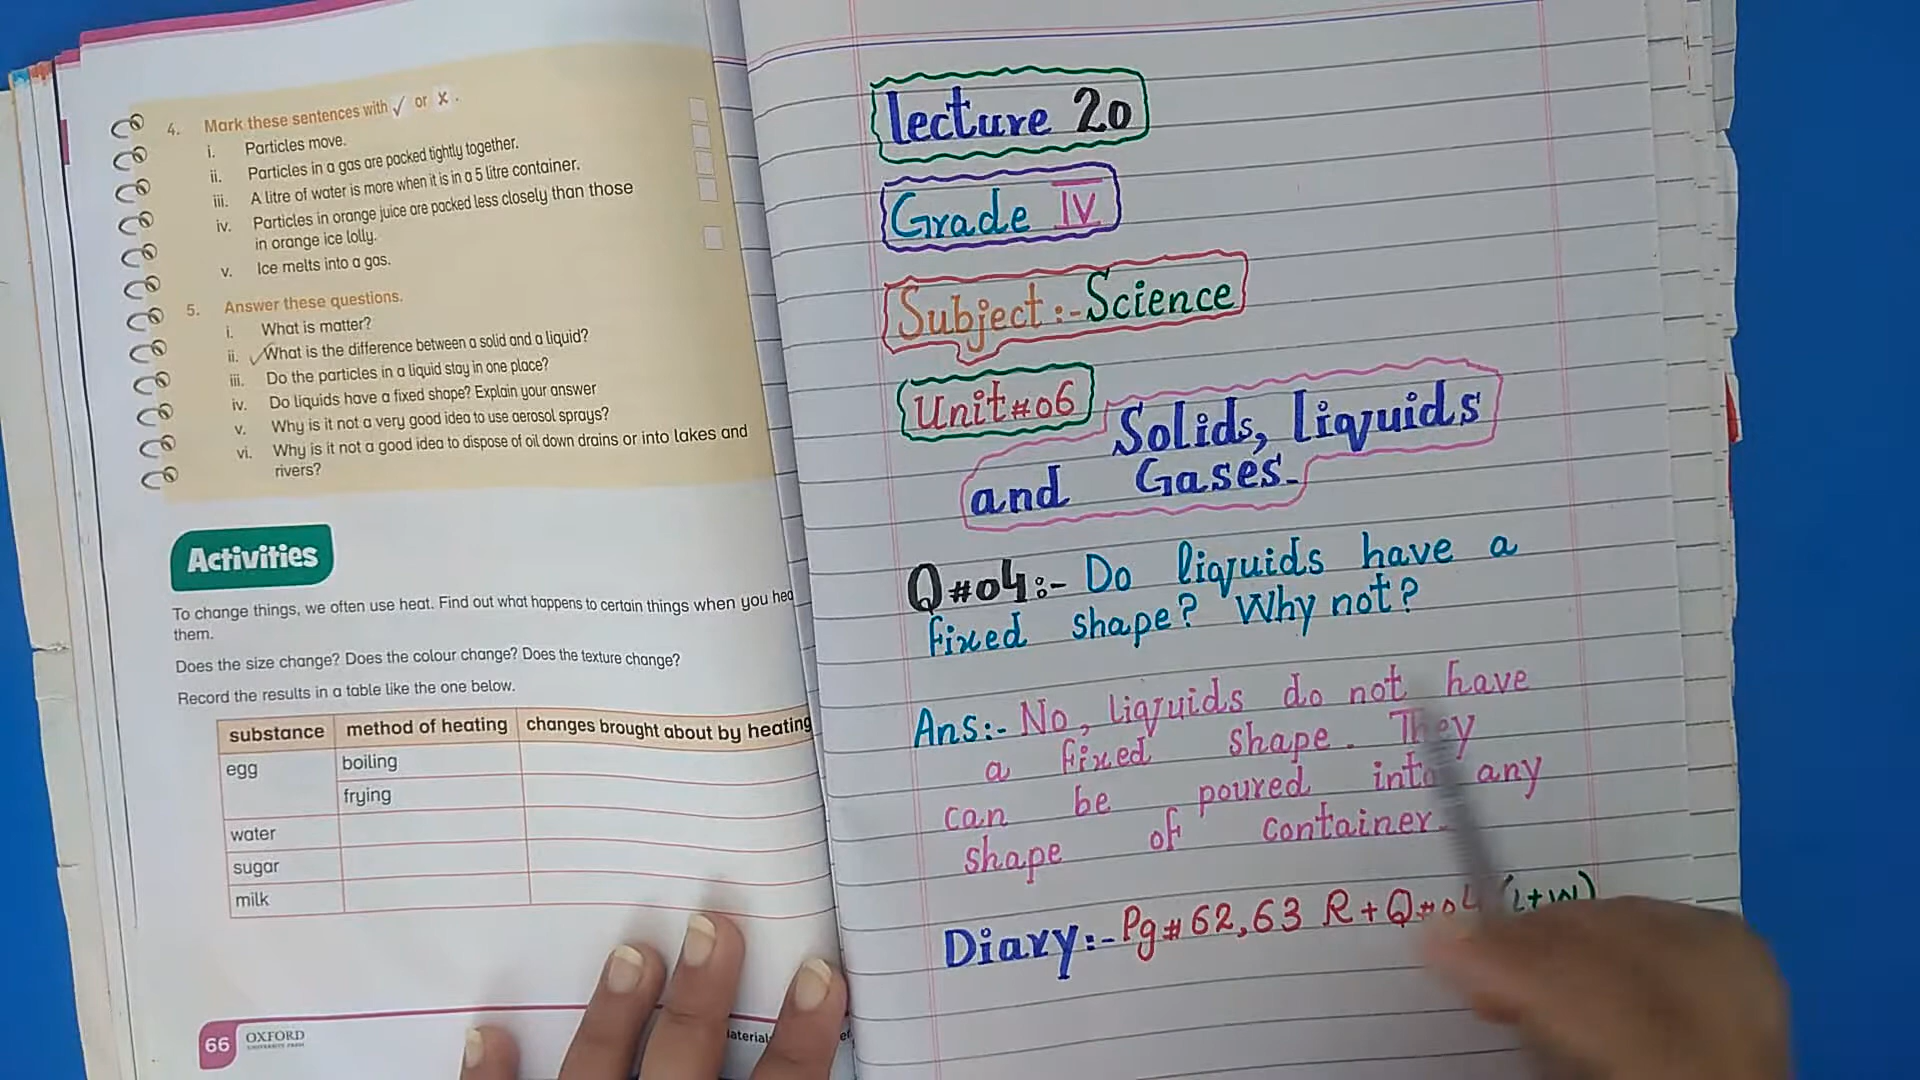 4. Mark these sentences with ✓ or x.
i. Particles move.
ii. Particles in a gas are packed tightly together.
iii. A litre of water is more when it is in a 5 litre container.
iv. Particles in orange juice are packed less closely than those
in orange ice lolly.
v. Ice melts into a gas.
5. Answer these questions.
i. What is matter?
ii. What is the difference between a solid and a liquid?
iii. Do the particles in a liquid stay in one place?
iv. Do liquids have a fixed shape? Explain your answer
v. Why is it not a very good idea to use aerosol sprays?
vi. Why is it not a good idea to dispose of oil down drains or into lakes and
rivers?
Activities
To change things, we often use heat. Find out what happens to certain things when you
them.
Does the size change? Does the colour change? Does the texture change?
Record the results in a table like the one below.
substance method of heating changes brought about by heating
egg boiling
frying
water
sugar
milk
66 OXFORD
UNIVERSITY PRESS
lecture 20
Grade IV
Subject:- Science
Unit#06
Solids, liquids
and Gases.
Q#04:- Do liquids have a
fixed shape? Why not?
Ans:- No, liquids do not have
a fixed shape. They
can be poured into any
shape of container.
Diary:- Pg# 62,63 R+Q#04 (L+W)